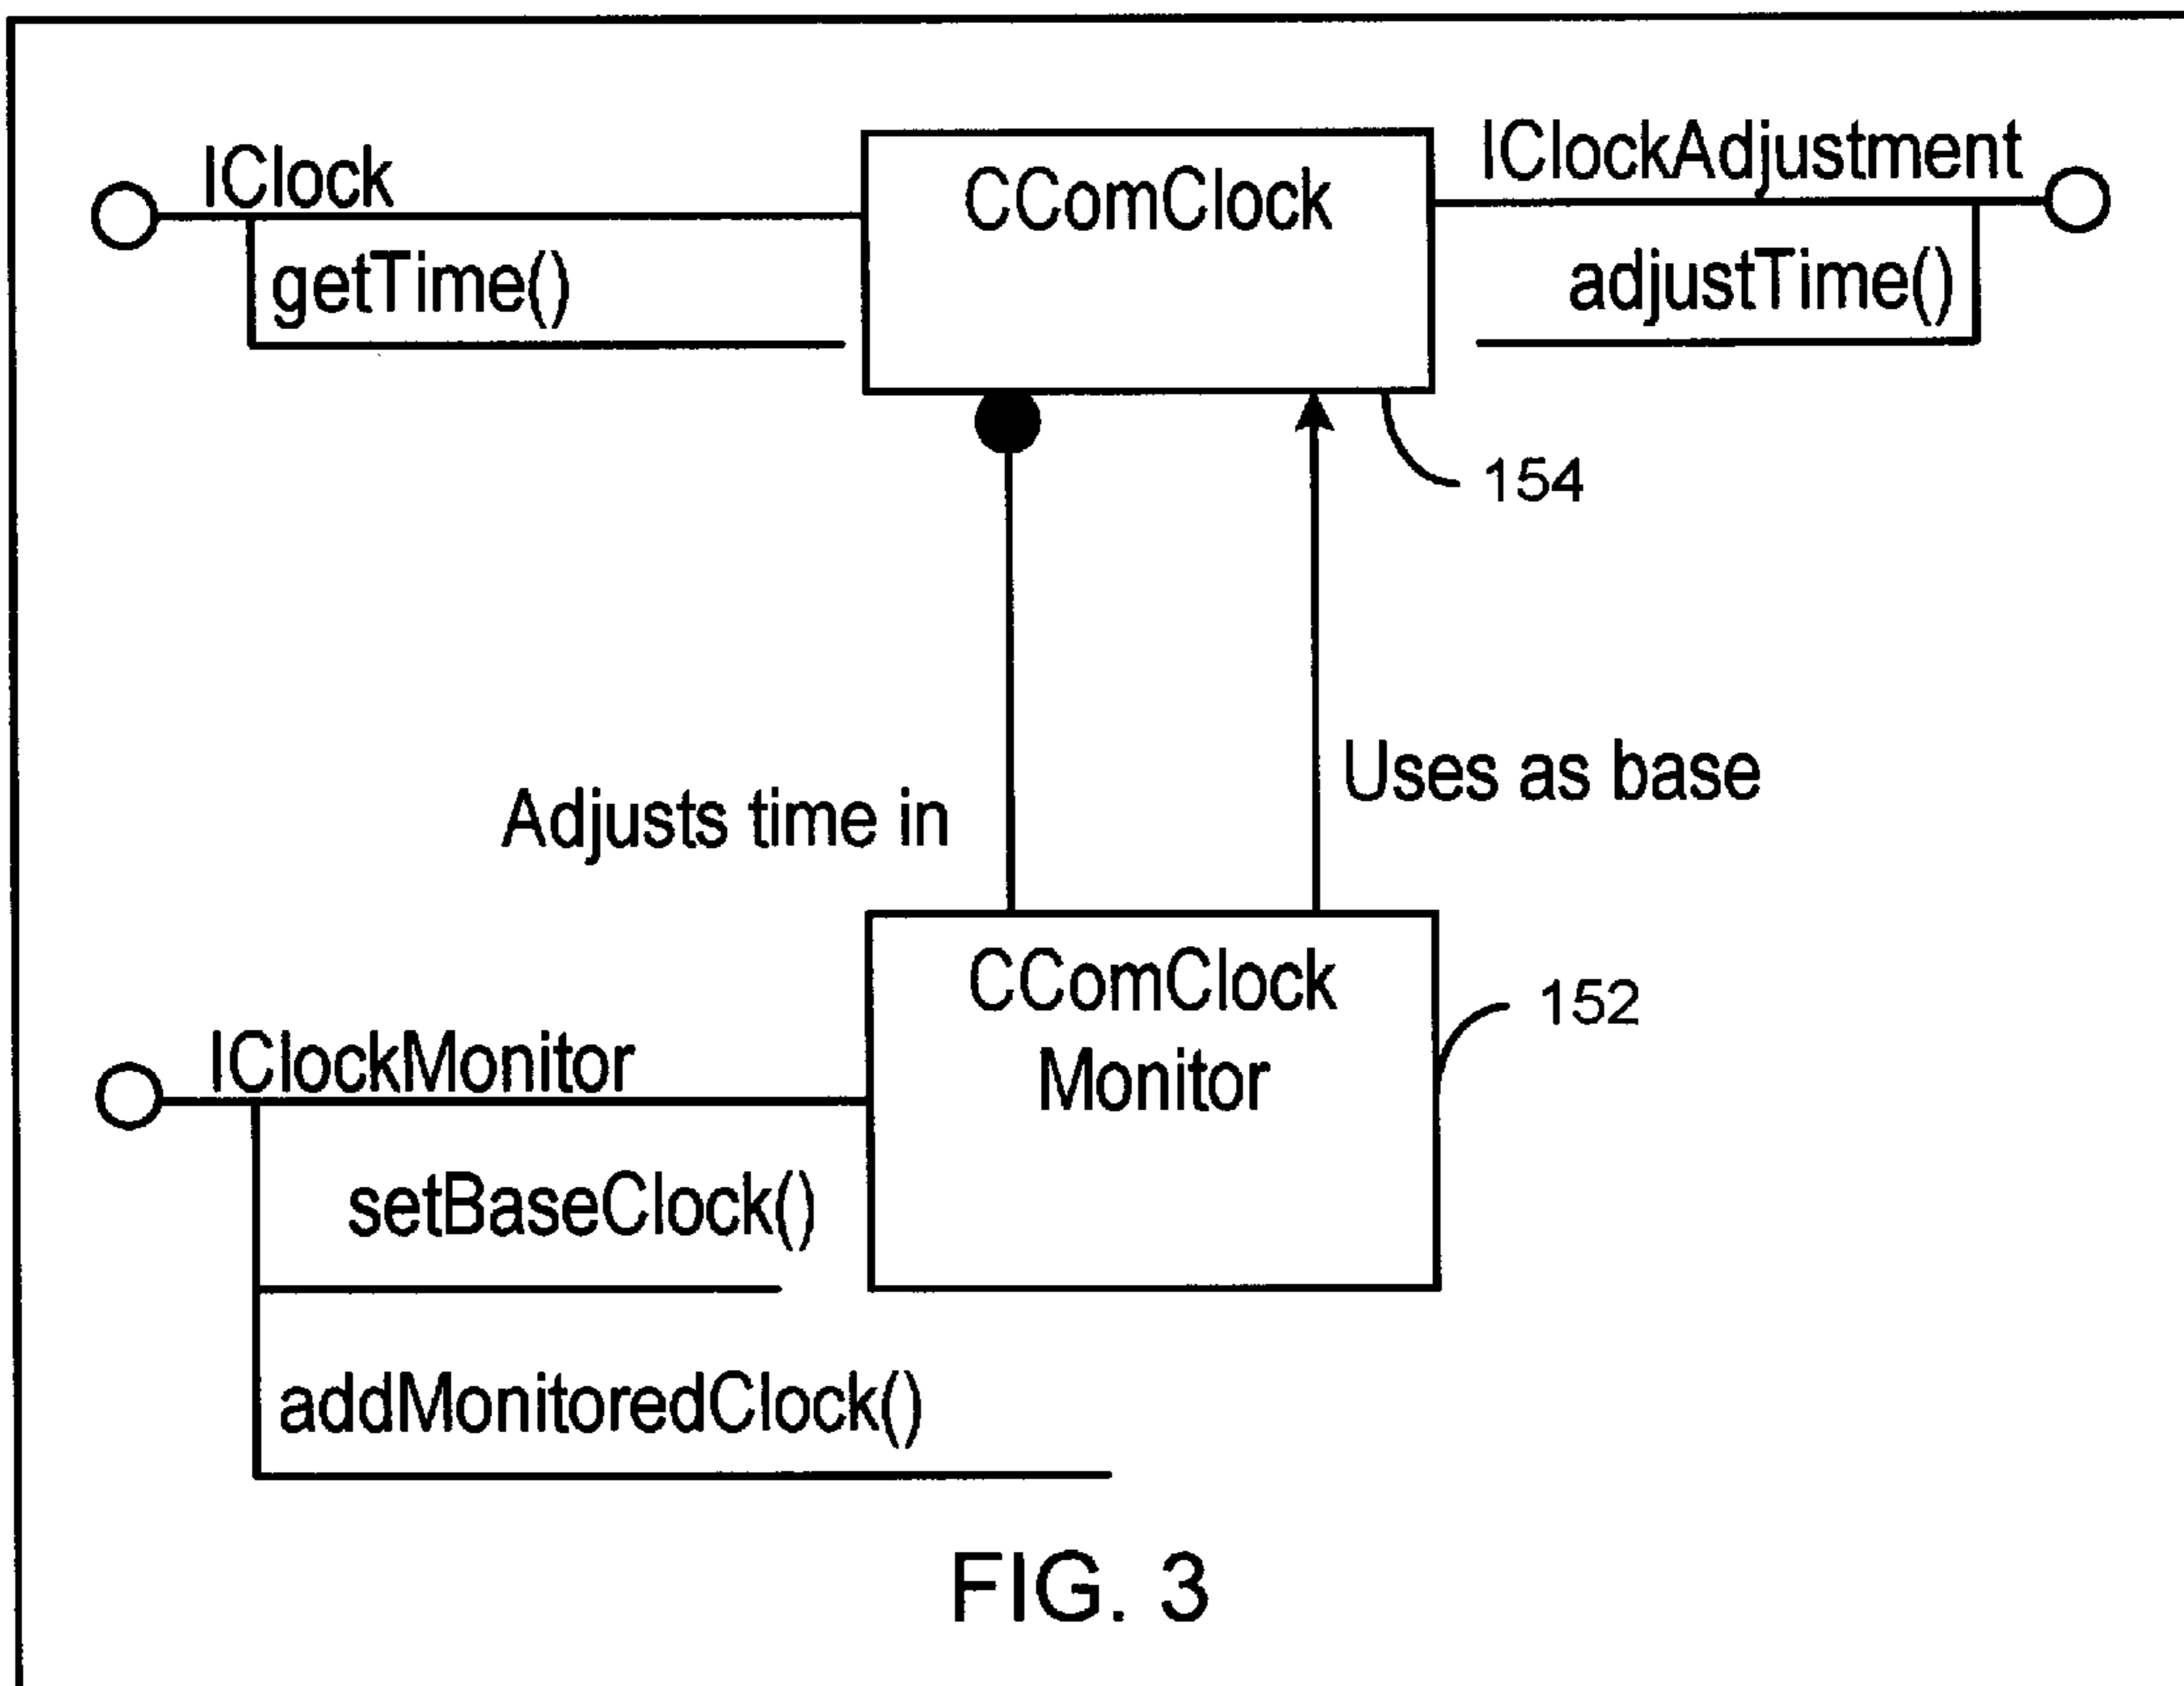 IClock
CComClock
IClockAdjustment
getTime()
adjustTime()
154
Uses as base
Adjusts time in
CComClock
Monitor
152
IClockMonitor
setBaseClock()
addMonitoredClock()
FIG. 3